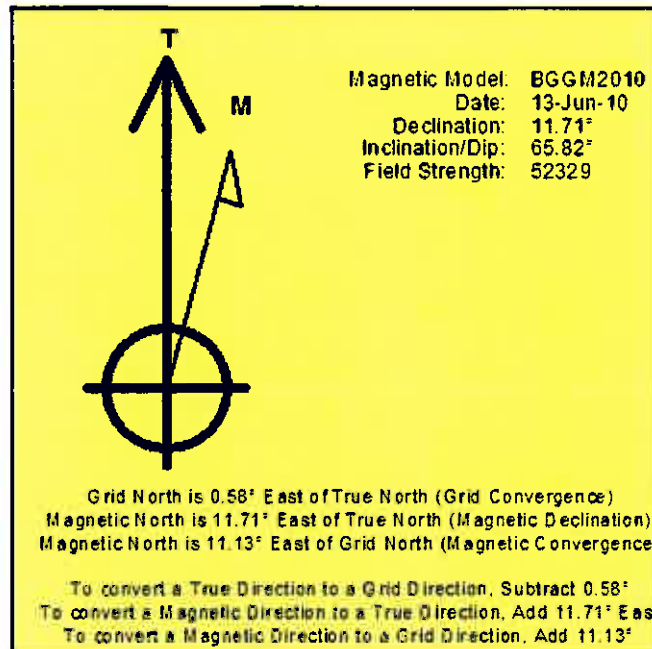 T
M
Magnetic Model: BGGM2010
Date: 13-Jun-10
Declination: 11.71°
Inclination/Dip: 65.82°
Field Strength: 52329
Grid North is 0.58° East of True North (Grid Convergence)
Magnetic North is 11.71° East of True North (Magnetic Declination)
Magnetic North is 11.13° East of Grid North (Magnetic Convergence
To convert a True Direction to a Grid Direction, Subtract 0.58°
To convert a Magnetic Direction to a True Direction, Add 11.71° Eas
To convert a Magnetic Direction to a Grid Direction, Add 11.13°